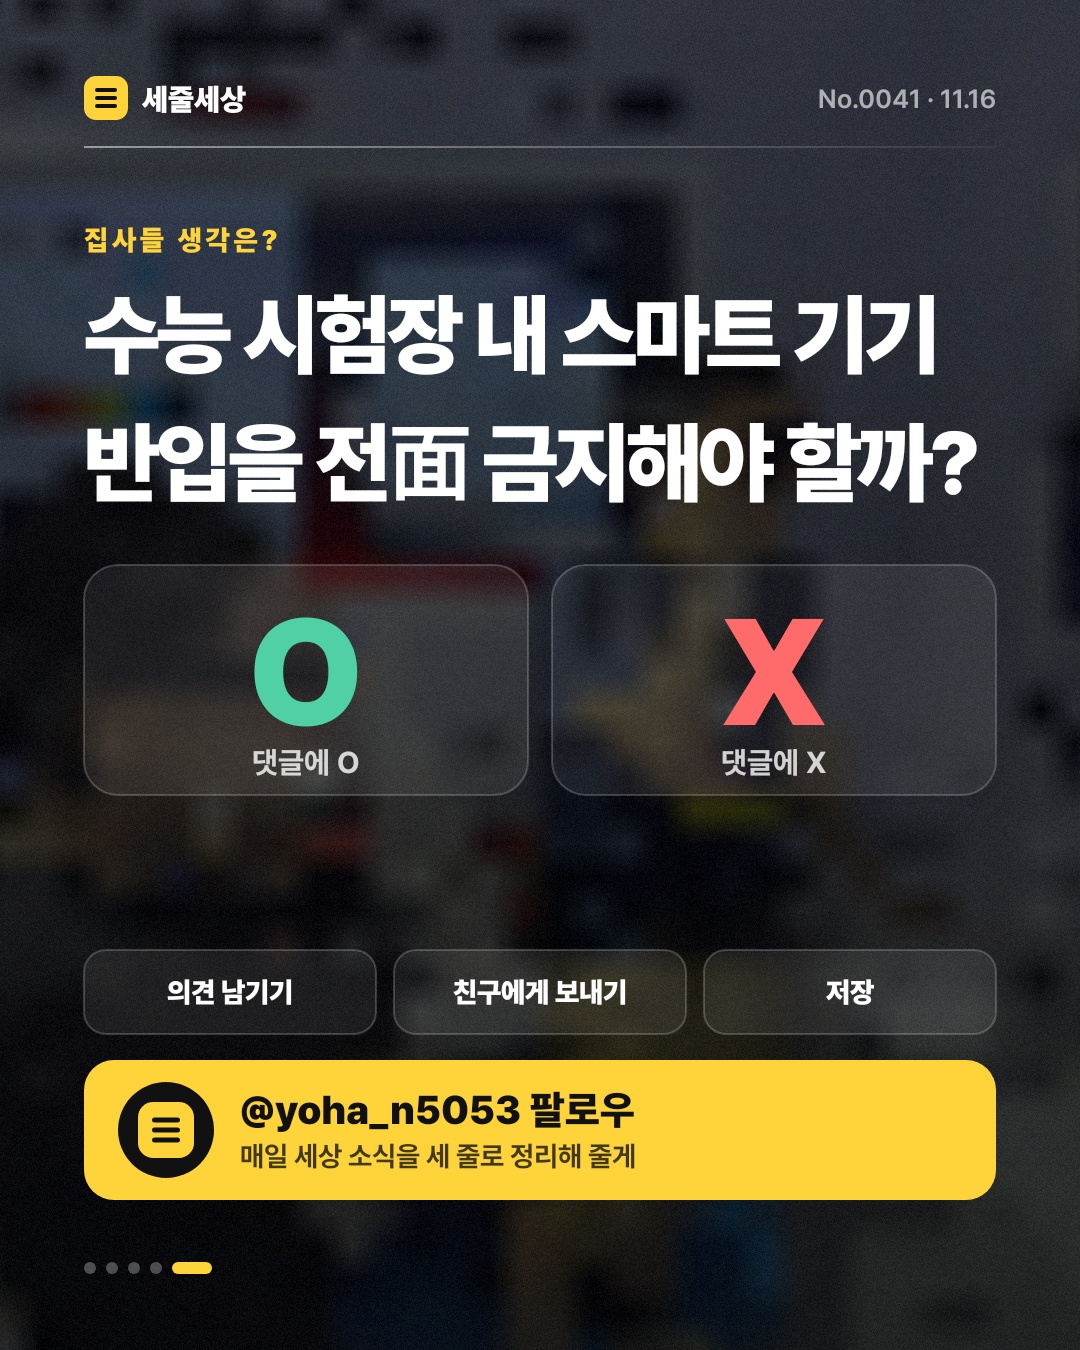 세줄세상
No.0041 · 11.16
집사들 생각은?
수능 시험장 내 스마트 기기
반입을 전面 금지해야 할까?
O
댓글에 O
X
댓글에 X
의견 남기기
친구에게 보내기
저장
@yoha_n5053 팔로우
매일 세상 소식을 세 줄로 정리해 줄게